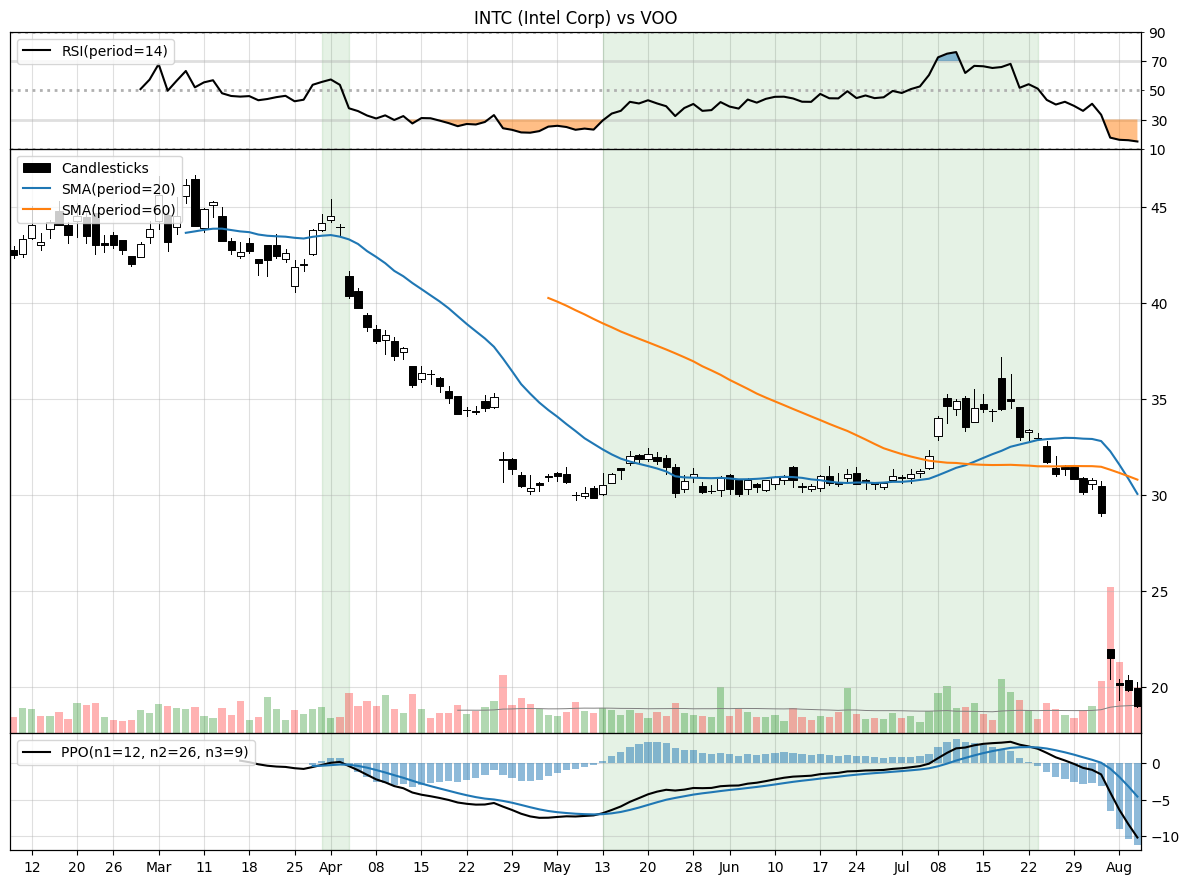 INTC (Intel Corp) vs VOO
RSI(period=14)
90
70
50
30
10
Candlesticks
SMA(period=20)
SMA(period=60)
45
40
35
30
25
20
PPO(n1=12, n2=26, n3=9)
0
−5
−10
12 20 26 Mar 11 18 25 Apr 08 15 22 29 May 13 20 28 Jun 10 17 24 Jul 08 15 22 29 Aug